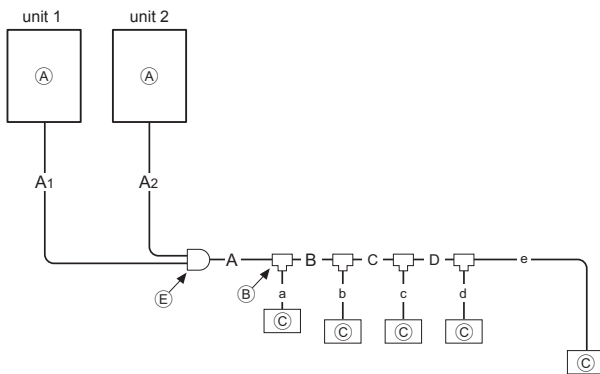 unit 1 unit 2
Ⓐ Ⓐ
A1 A2
A B C D e
Ⓔ Ⓑ a b c d
Ⓒ Ⓒ Ⓒ Ⓒ
Ⓒ